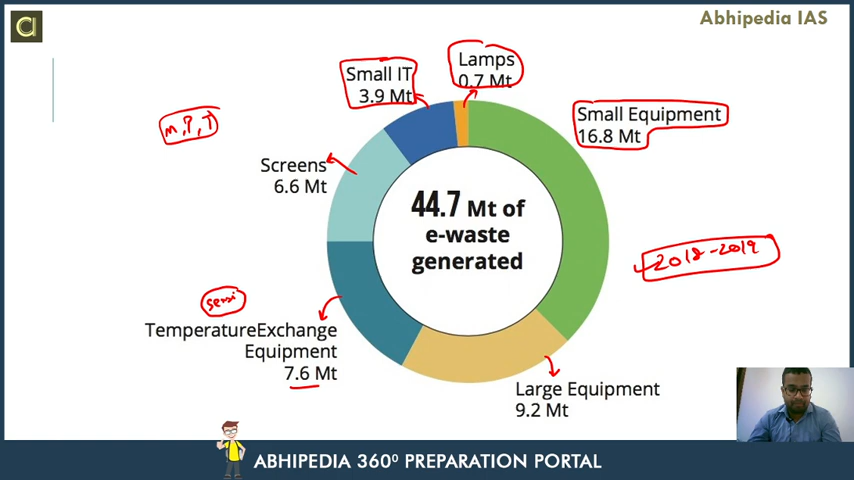 Abhipedia IAS
a
Lamps
0.7 Mt
Small IT
3.9 Mt
Small Equipment
16.8 Mt
M, P, T
Screens
6.6 Mt
44.7 Mt of
e-waste
generated
2018-2019
TemperatureExchange
Equipment
7.6 Mt
Large Equipment
9.2 Mt
ABHIPEDIA 360⁰ PREPARATION PORTAL